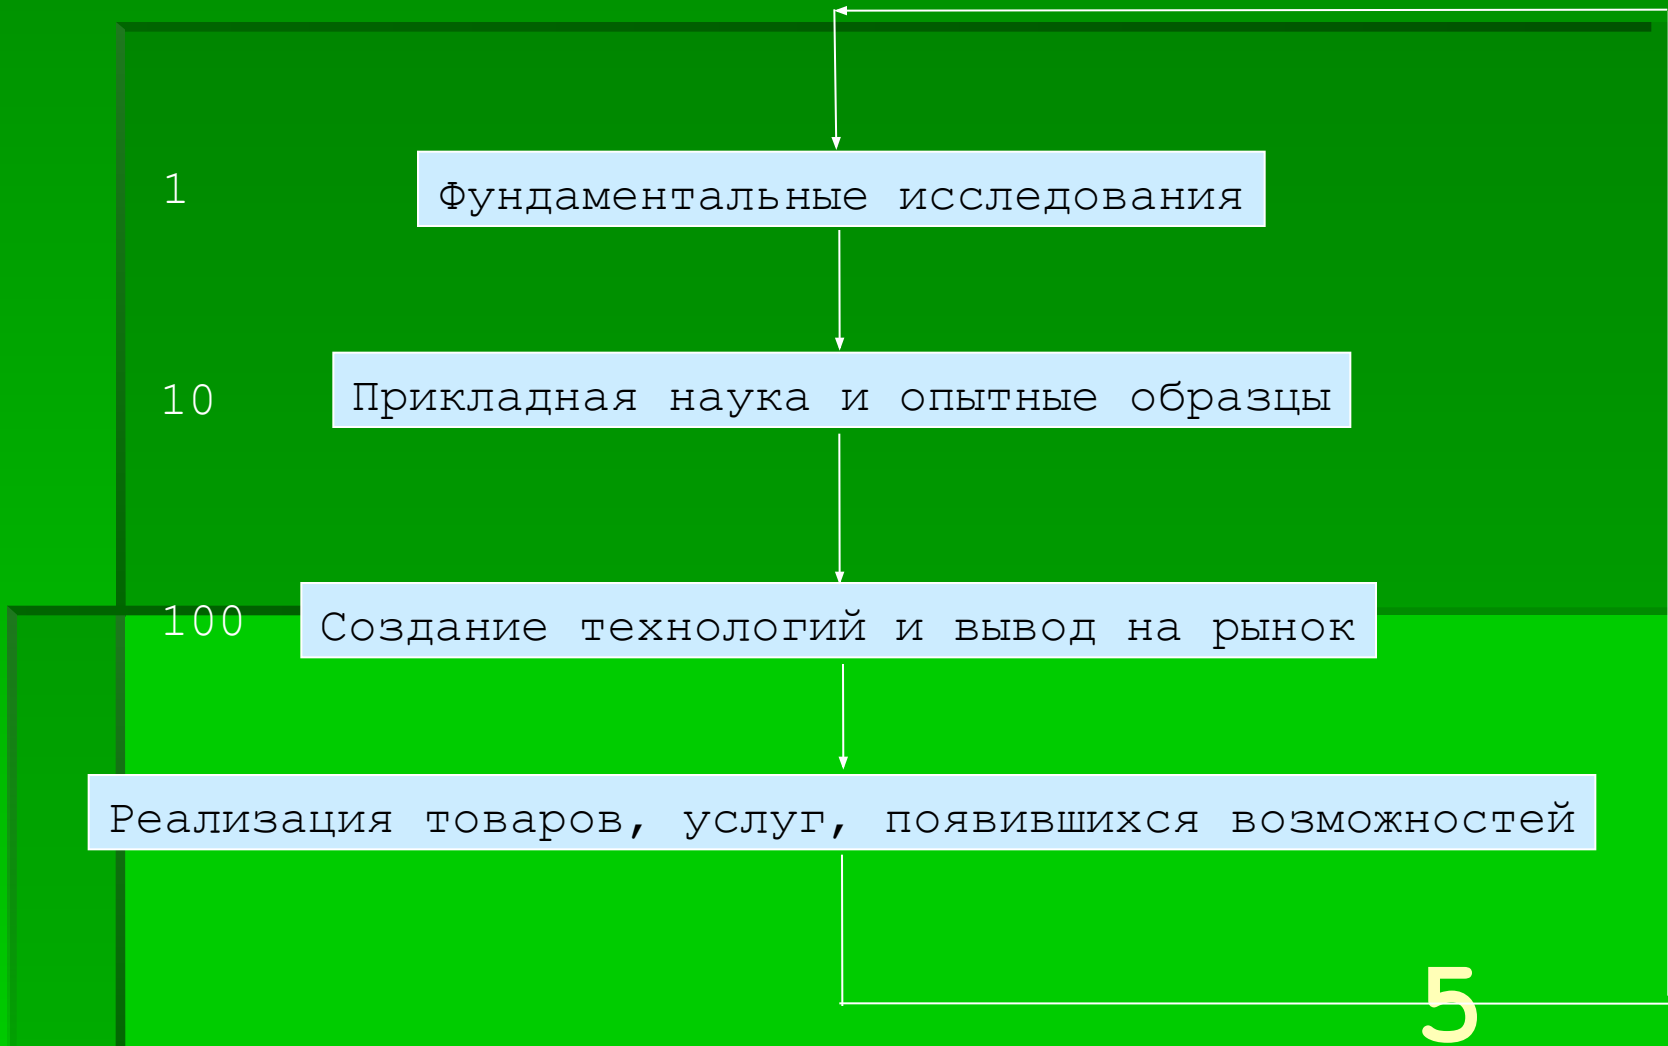 1
Фундаментальные исследования
10
Прикладная наука и опытные образцы
100
Создание технологий и вывод на рынок
Реализация товаров, услуг, появившихся возможностей
5